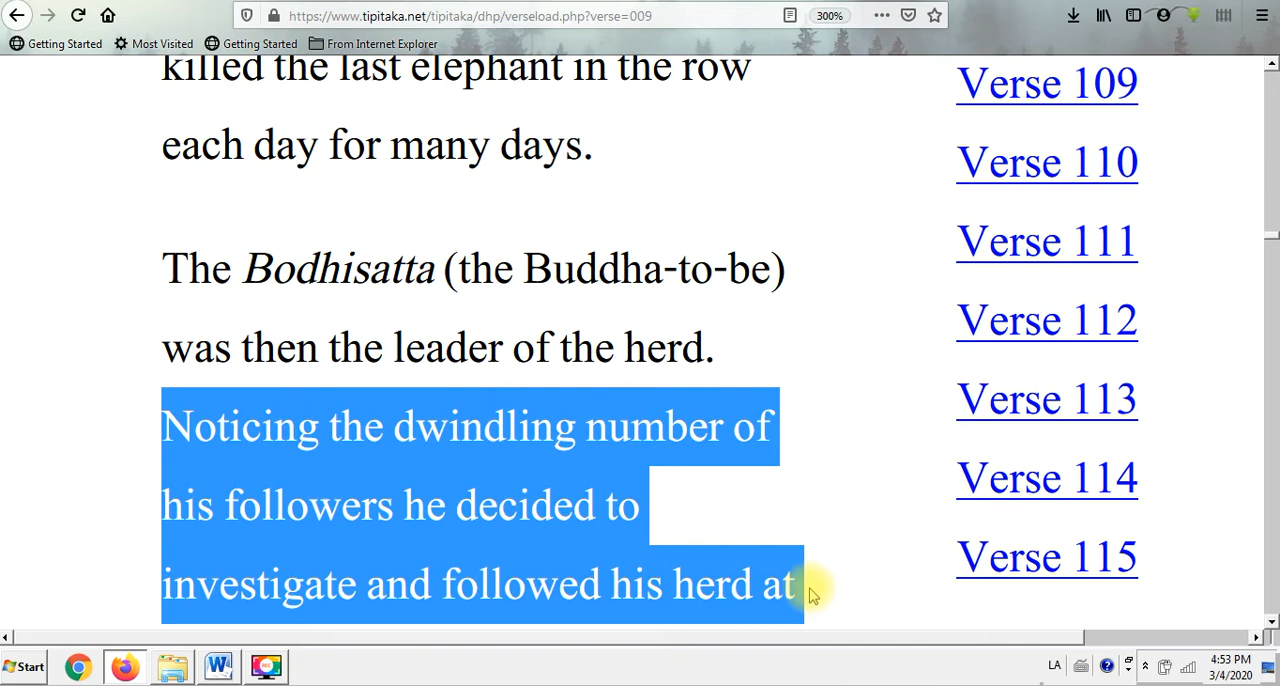 https://www.tipitaka.net/tipitaka/dhp/verseload.php?verse=009
300%
Getting Started
Most Visited
Getting Started
From Internet Explorer
killed the last elephant in the row
each day for many days.
The Bodhisatta (the Buddha-to-be)
was then the leader of the herd.
Noticing the dwindling number of
his followers he decided to
investigate and followed his herd at
Verse 109
Verse 110
Verse 111
Verse 112
Verse 113
Verse 114
Verse 115
Start
LA
4:53 PM
3/4/2020